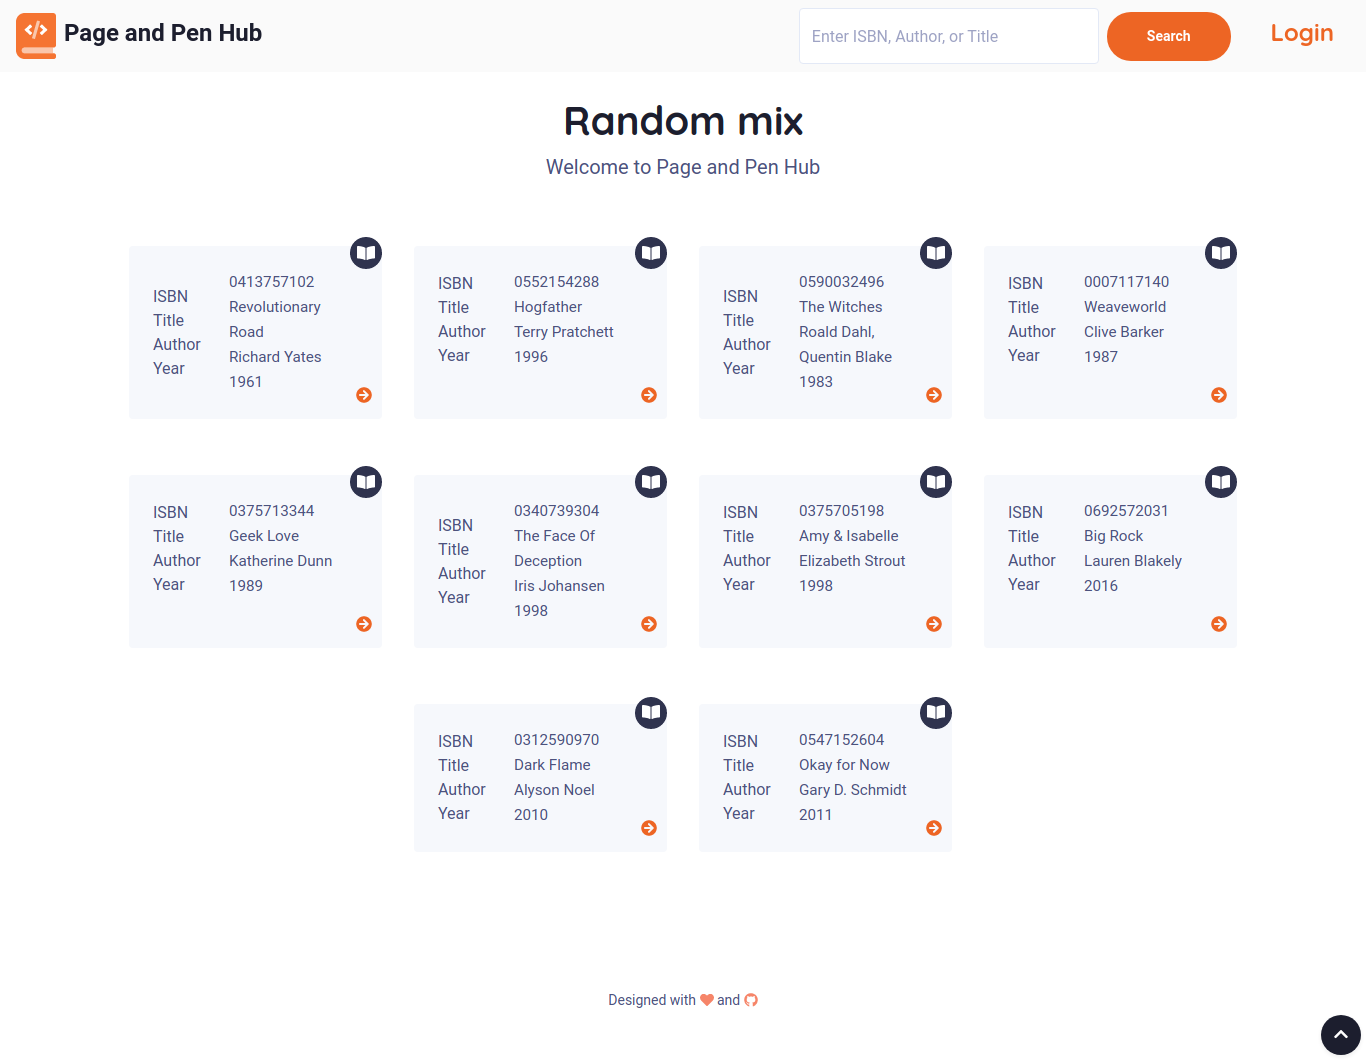 Page and Pen Hub
Enter ISBN, Author, or Title
Search
Login
Random mix
Welcome to Page and Pen Hub
ISBN
Title
Author
Year
0413757102
Revolutionary
Road
Richard Yates
1961
ISBN
Title
Author
Year
0552154288
Hogfather
Terry Pratchett
1996
ISBN
Title
Author
Year
0590032496
The Witches
Roald Dahl,
Quentin Blake
1983
ISBN
Title
Author
Year
0007117140
Weaveworld
Clive Barker
1987
ISBN
Title
Author
Year
0375713344
Geek Love
Katherine Dunn
1989
ISBN
Title
Author
Year
0340739304
The Face Of
Deception
Iris Johansen
1998
ISBN
Title
Author
Year
0375705198
Amy & Isabelle
Elizabeth Strout
1998
ISBN
Title
Author
Year
0692572031
Big Rock
Lauren Blakely
2016
ISBN
Title
Author
Year
0312590970
Dark Flame
Alyson Noel
2010
ISBN
Title
Author
Year
0547152604
Okay for Now
Gary D. Schmidt
2011
Designed with and